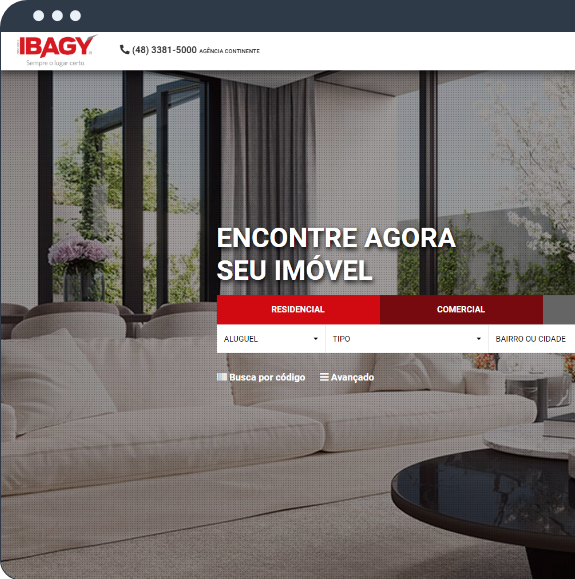 IBAGY
Sempre o lugar certo
(48) 3381-5000 AGÊNCIA CONTINENTE
ENCONTRE AGORA
SEU IMÓVEL
RESIDENCIAL COMERCIAL
ALUGUEL TIPO BAIRRO OU CIDADE
Busca por código Avançado